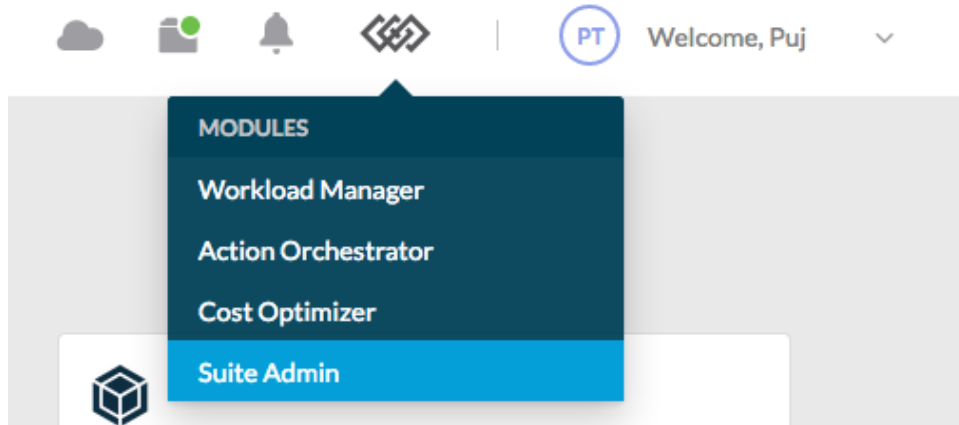 PT Welcome, Puj
MODULES
Workload Manager
Action Orchestrator
Cost Optimizer
Suite Admin